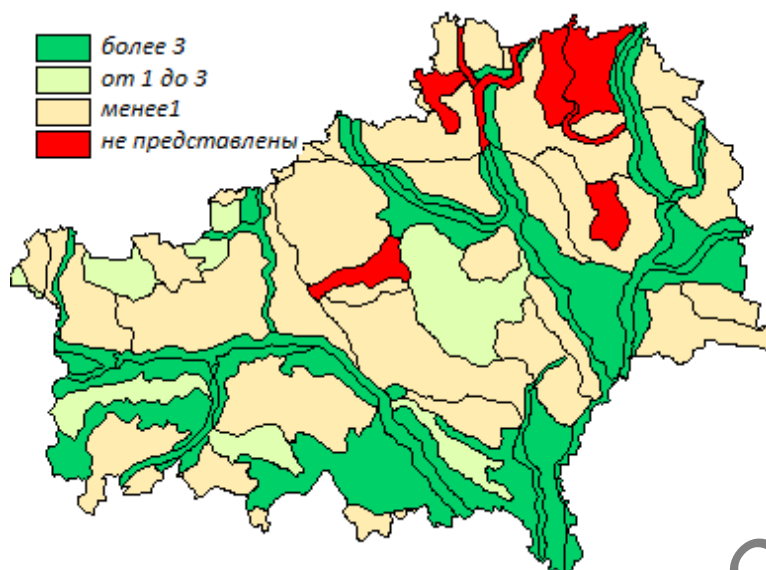 более 3
от 1 до 3
менее1
не представлены